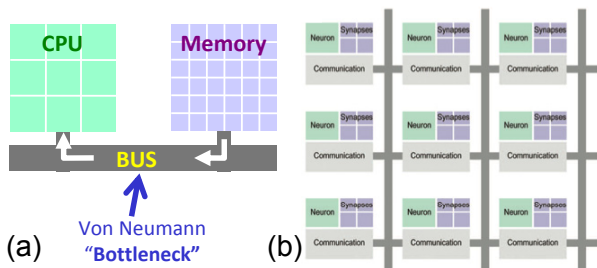 CPU
Memory
BUS
Von Neumann
“Bottleneck”
(a)
Neuron Synapses Neuron Synapses Neuron Synapses
Communication Communication Communication
Neuron Synapses Neuron Synapses Neuron Synapses
Communication Communication Communication
Neuron Synapses Neuron Synapses Neuron Synapses
Communication Communication Communication
(b)